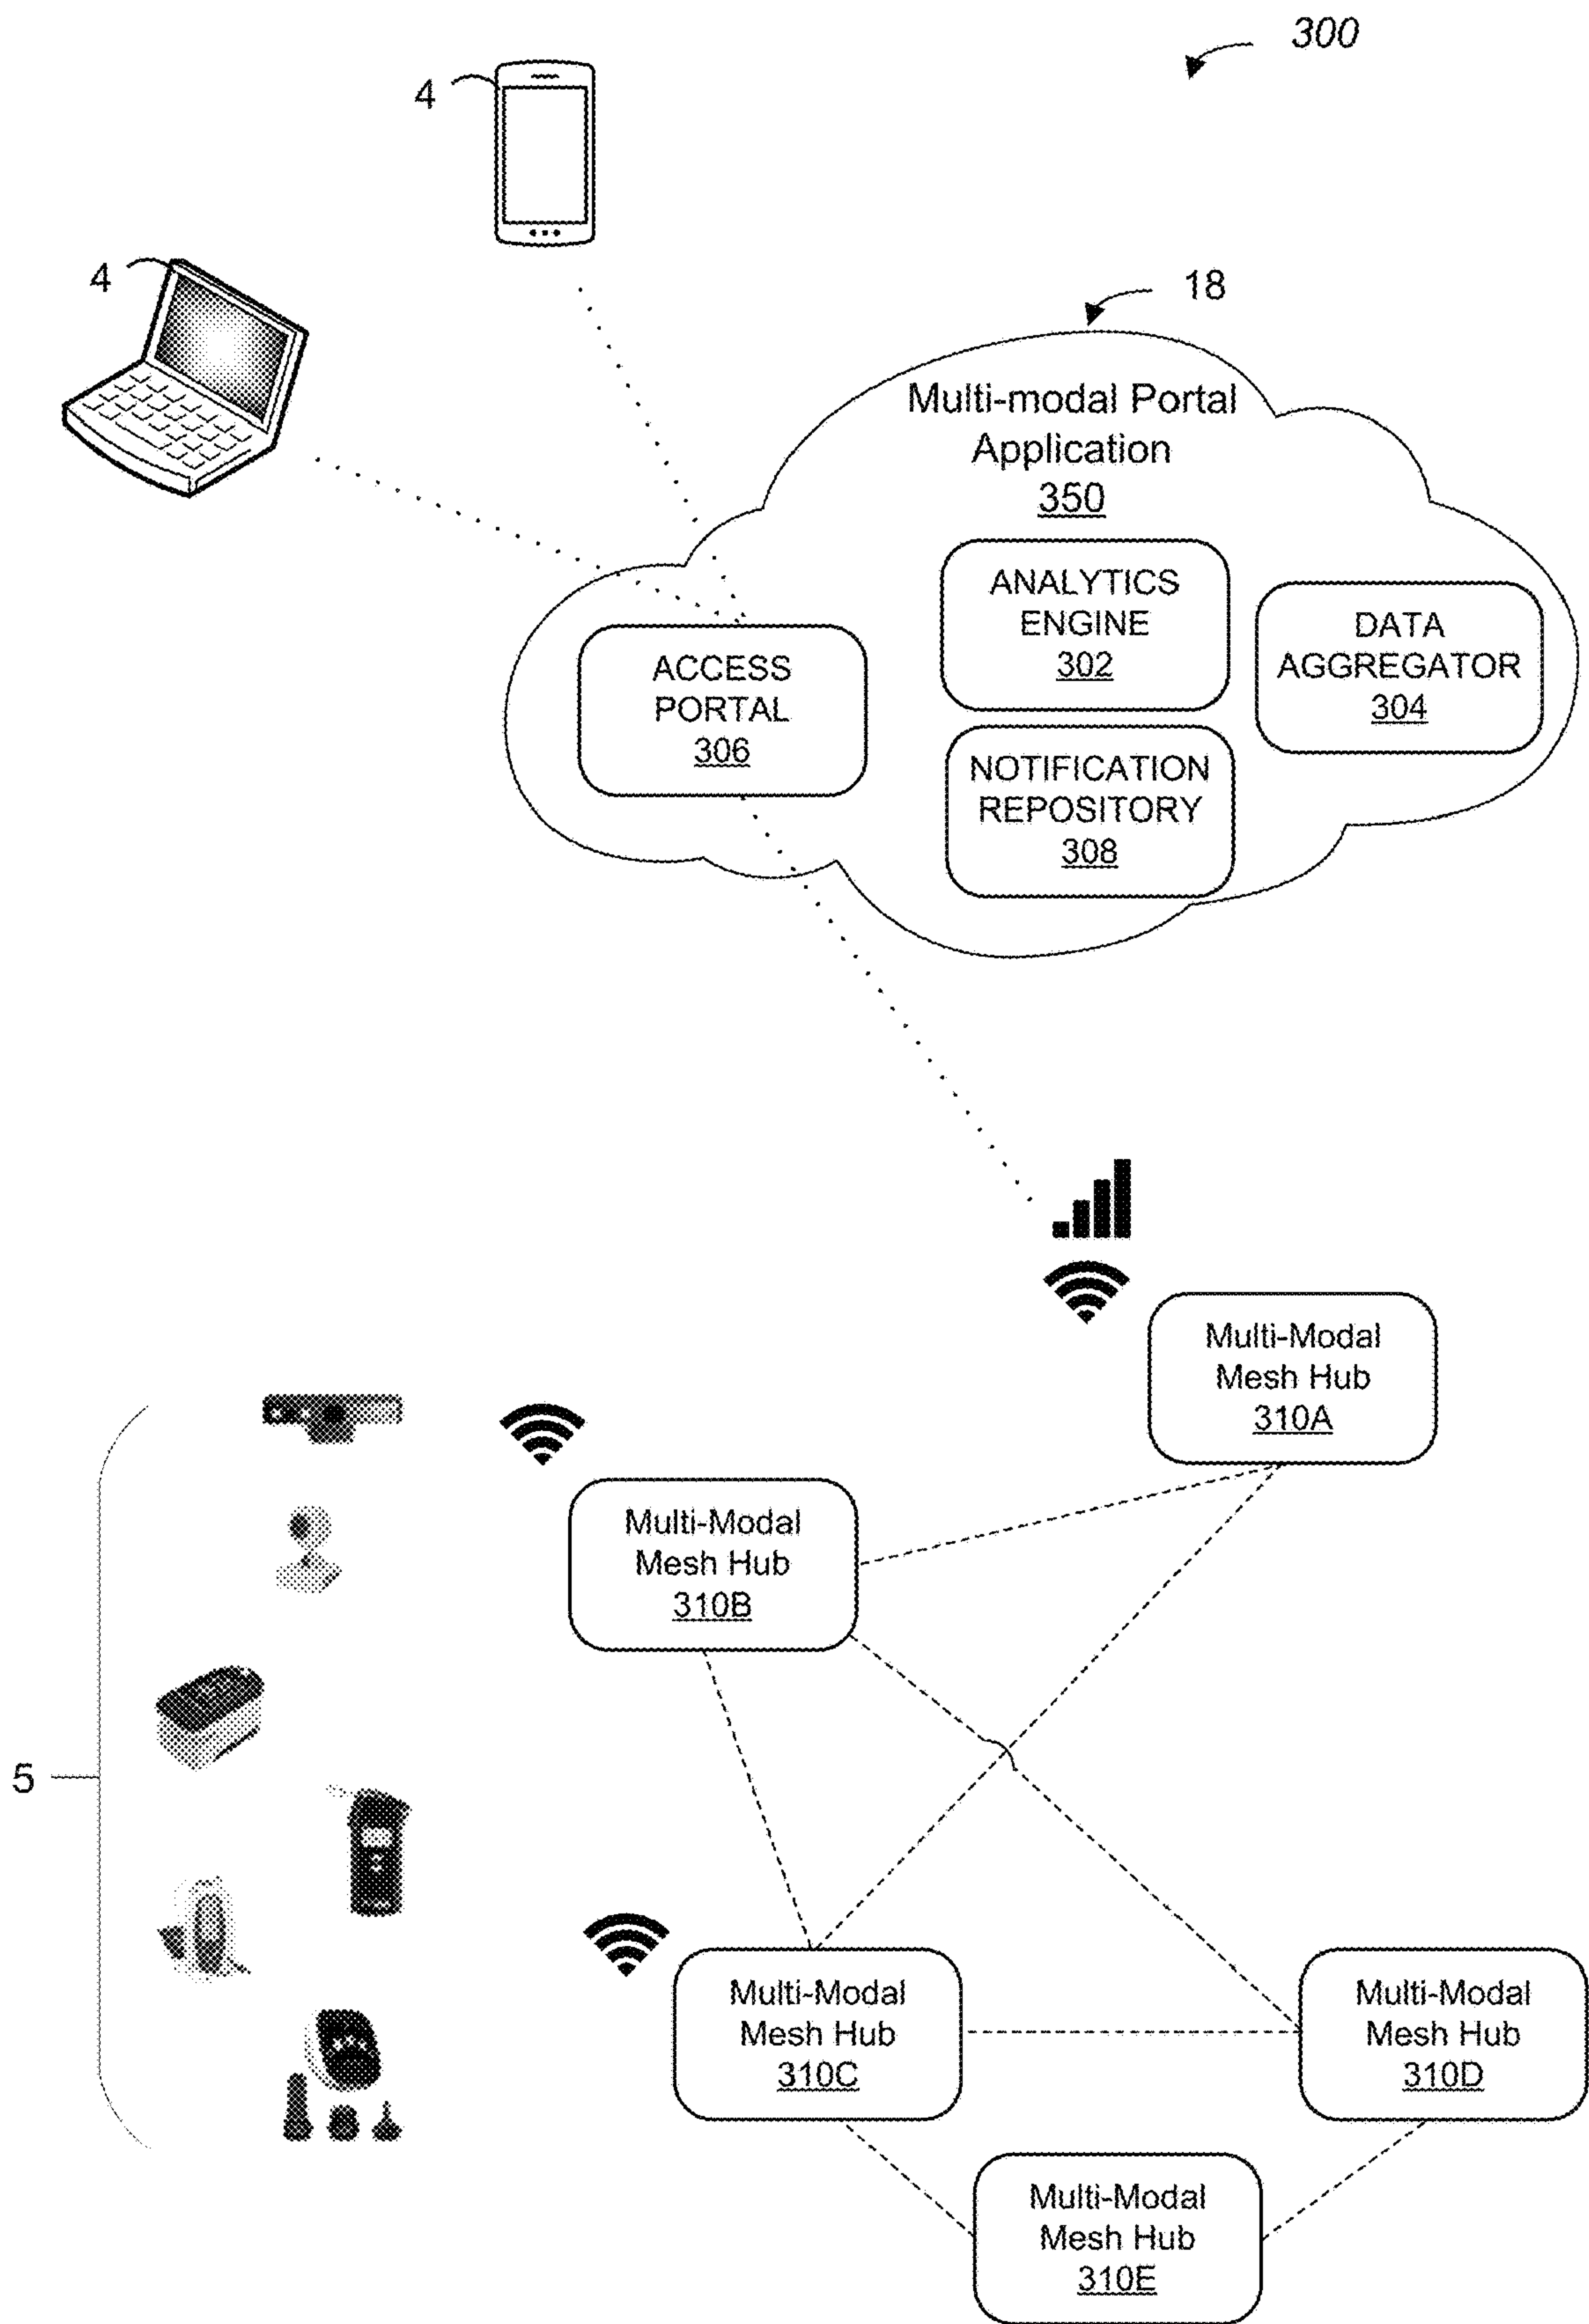 300
4
4
18
Multi-modal Portal
Application
350
ANALYTICS
ENGINE
302
DATA
AGGREGATOR
304
ACCESS
PORTAL
306
NOTIFICATION
REPOSITORY
308
Multi-Modal
Mesh Hub
310A
Multi-Modal
Mesh Hub
310B
5
Multi-Modal
Mesh Hub
310C
Multi-Modal
Mesh Hub
310D
Multi-Modal
Mesh Hub
310E